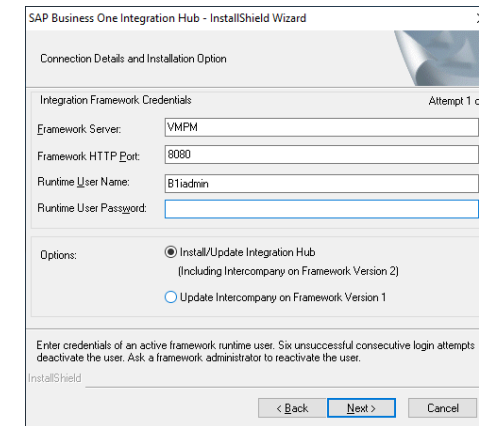 SAP Business One Integration Hub - InstallShield Wizard
Connection Details and Installation Option
Integration Framework Credentials Attempt 1
Framework Server: VMPM
Framework HTTP Port: 8080
Runtime User Name: B1iadmin
Runtime User Password:
Options: Install/Update Integration Hub
(Including Intercompany on Framework Version 2)
Update Intercompany on Framework Version 1
Enter credentials of an active framework runtime user. Six unsuccessful consecutive login attempts
deactivate the user. Ask a framework administrator to reactivate the user.
InstallShield
< Back Next > Cancel